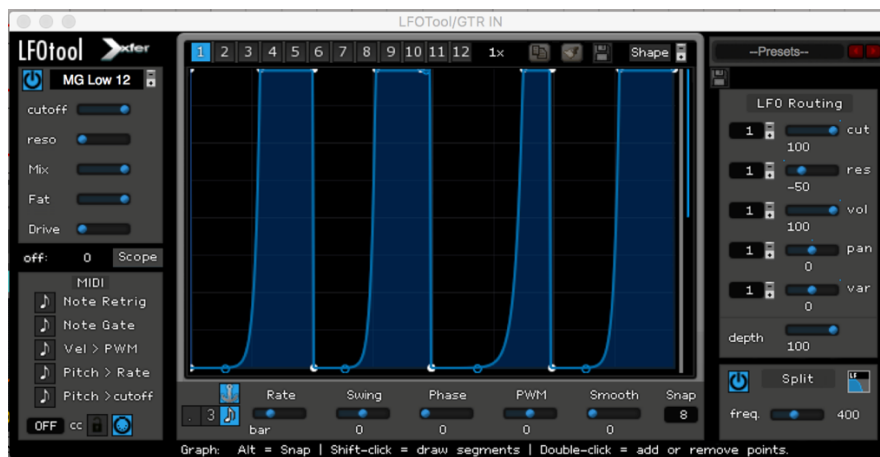 LFOTool/GTR IN
LFOtool xfer
MG Low 12
cutoff
reso
Mix
Fat
Drive
off: 0 Scope
MIDI
Note Retrig
Note Gate
Vel > PWM
Pitch > Rate
Pitch >cutoff
OFF cc
1 2 3 4 5 6 7 8 9 10 11 12 1x Shape
. 3
Rate Swing Phase PWM Smooth Snap
bar 0 0 0 0 8
Graph: Alt = Snap | Shift-click = draw segments | Double-click = add or remove points.
--Presets--
LFO Routing
1 cut
100
1 res
-50
1 vol
100
1 pan
0
1 var
0
depth
100
Split LF
freq. 400